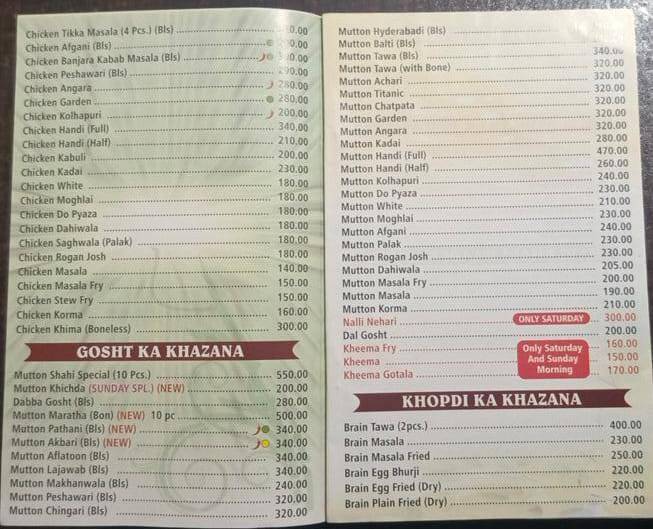 Chicken Tikka Masala (4 Pcs.) (Bls)
Chicken Afgani (Bls)
Chicken Banjara Kabab Masala (Bls)
Chicken Peshawari (Bls)
Chicken Angara 280.00
Chicken Garden 280.00
Chicken Kolhapuri 200.00
Chicken Handi (Full) 340.00
Chicken Handi (Half) 210.00
Chicken Kabuli 200.00
Chicken Kadai 230.00
Chicken White 180.00
Chicken Moghlai 180.00
Chicken Do Pyaza 180.00
Chicken Dahiwala 180.00
Chicken Saghwala (Palak) 180.00
Chicken Rogan Josh 180.00
Chicken Masala 140.00
Chicken Masala Fry 150.00
Chicken Stew Fry 150.00
Chicken Korma 160.00
Chicken Khima (Boneless) 300.00
GOSHT KA KHAZANA
Mutton Shahi Special (10 Pcs.) 550.00
Mutton Khichda (SUNDAY SPL.) (NEW) 200.00
Dabba Gosht (Bls) 280.00
Mutton Maratha (Bon) (NEW) 10 pc 500.00
Mutton Pathani (Bls) (NEW) 340.00
Mutton Akbari (Bls) (NEW) 340.00
Mutton Aflatoon (Bls) 340.00
Mutton Lajawab (Bls) 340.00
Mutton Makhanwala (Bls) 240.00
Mutton Peshawari (Bls) 320.00
Mutton Chingari (Bls) 320.00
Mutton Hyderabadi (Bls)
Mutton Balti (Bls)
Mutton Tawa (Bls) 340.00
Mutton Tawa (with Bone) 320.00
Mutton Achari 320.00
Mutton Titanic 320.00
Mutton Chatpata 320.00
Mutton Garden 320.00
Mutton Angara 320.00
Mutton Kadai 280.00
Mutton Handi (Full) 470.00
Mutton Handi (Half) 260.00
Mutton Kolhapuri 240.00
Mutton Do Pyaza 230.00
Mutton White 210.00
Mutton Moghlai 230.00
Mutton Afgani 240.00
Mutton Palak 230.00
Mutton Rogan Josh 230.00
Mutton Dahiwala 205.00
Mutton Masala Fry 200.00
Mutton Masala 190.00
Mutton Korma 210.00
Nalli Nehari ONLY SATURDAY 300.00
Dal Gosht 200.00
Kheema Fry 160.00
Kheema 150.00
Kheema Gotala 170.00
Only Saturday
And Sunday
Morning
KHOPDI KA KHAZANA
Brain Tawa (2pcs.) 400.00
Brain Masala 230.00
Brain Masala Fried 250.00
Brain Egg Bhurji 220.00
Brain Egg Fried (Dry) 220.00
Brain Plain Fried (Dry) 200.00